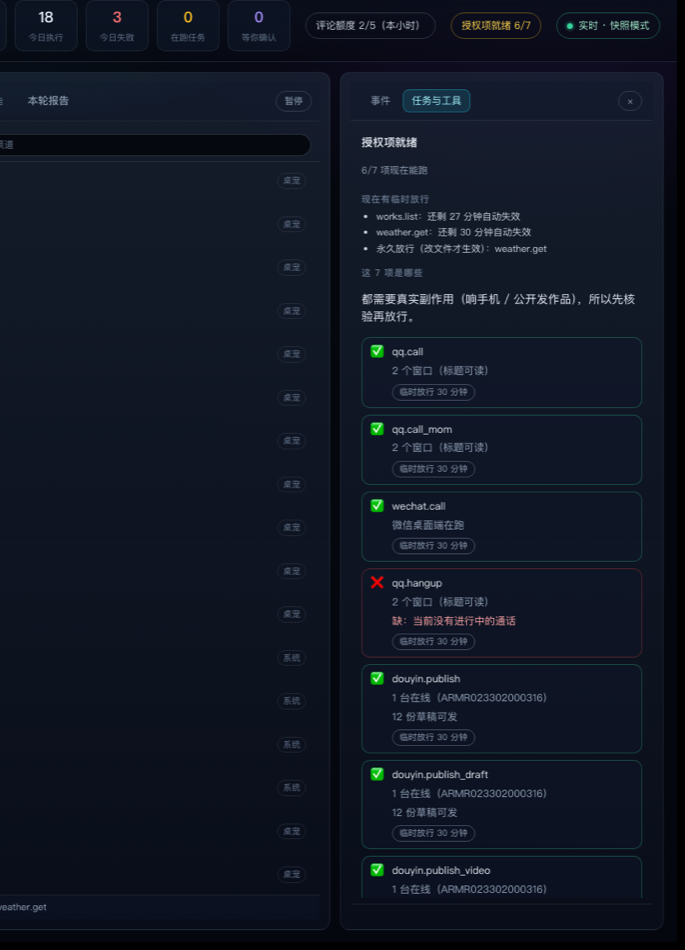 18
今日执行
3
今日失败
0
在跑任务
0
等你确认
评论额度 2/5（本小时）
授权项就绪 6/7
实时 · 快照模式
本轮报告
暂停
事件
任务与工具
×
桌宠
桌宠
桌宠
桌宠
桌宠
桌宠
桌宠
桌宠
桌宠
桌宠
桌宠
系统
系统
系统
系统
桌宠
桌宠
eather.get
授权项就绪
6/7 项现在能跑
现在有临时放行
• works.list：还剩 27 分钟自动失效
• weather.get：还剩 30 分钟自动失效
• 永久放行（改文件才生效）：weather.get
这 7 项是哪些
都需要真实副作用（响手机 / 公开发作品），所以先核
验再放行。
✅ qq.call
2 个窗口（标题可读）
临时放行 30 分钟
✅ qq.call_mom
2 个窗口（标题可读）
临时放行 30 分钟
✅ wechat.call
微信桌面端在跑
临时放行 30 分钟
❌ qq.hangup
2 个窗口（标题可读）
缺：当前没有进行中的通话
临时放行 30 分钟
✅ douyin.publish
1 台在线（ARMR023302000316）
12 份草稿可发
临时放行 30 分钟
✅ douyin.publish_draft
1 台在线（ARMR023302000316）
12 份草稿可发
临时放行 30 分钟
✅ douyin.publish_video
1 台在线（ARMR023302000316）